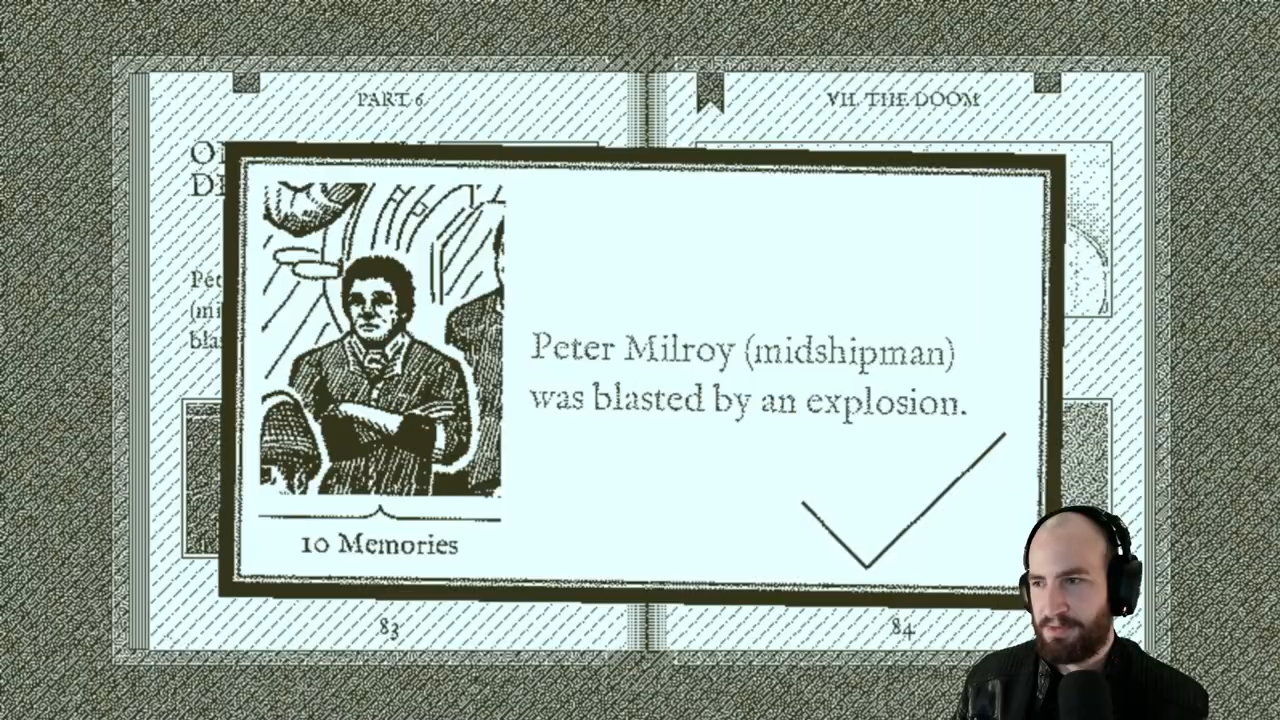 PART 6
VII. THE DOOM
Peter Milroy (midshipman)
was blasted by an explosion.
10 Memories
83
84